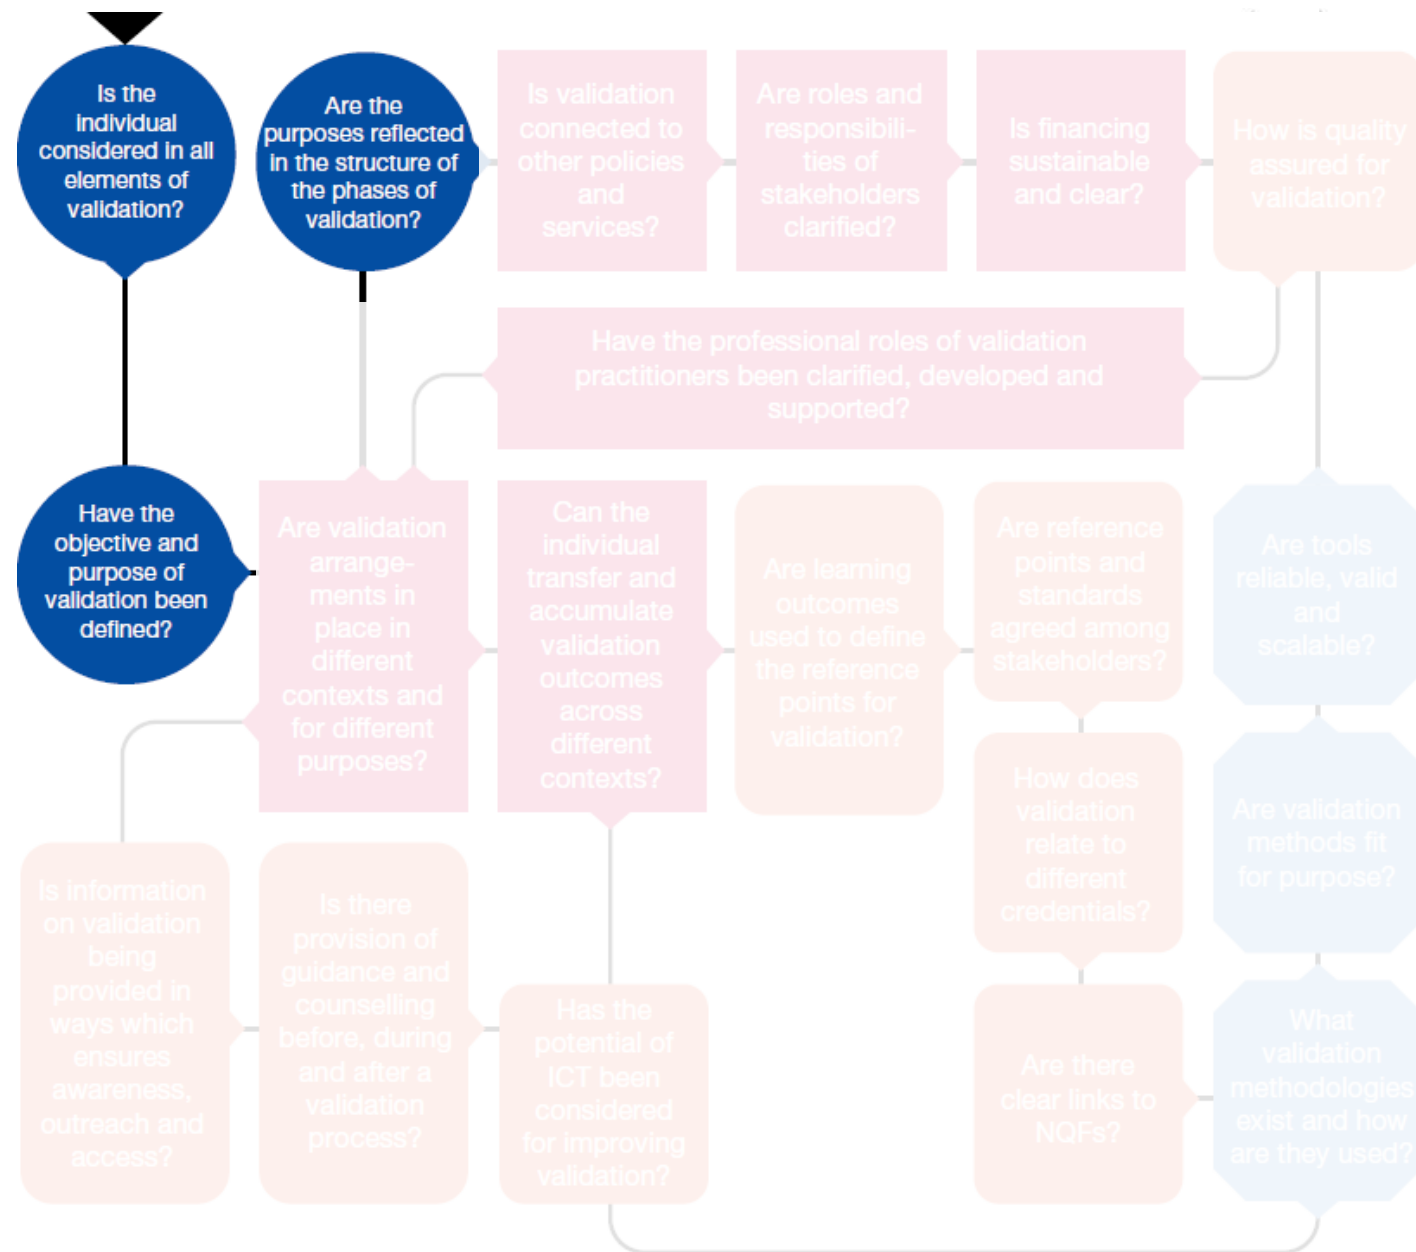 Is the
individual
considered in all
elements of
validation?
Are the
purposes reflected
in the structure of
the phases of
validation?
Is validation
connected to
other policies
and
services?
Are roles and
responsibili-
ties of
stakeholders
clarified?
Is financing
sustainable
and clear?
How is quality
assured for
validation?
Have the professional roles of validation
practitioners been clarified, developed and
supported?
Have the
objective and
purpose of
validation been
defined?
Are validation
arrange-
ments in
place in
different
contexts and
for different
purposes?
Can the
individual
transfer and
accumulate
validation
outcomes
across
different
contexts?
Are learning
outcomes
used to define
the reference
points for
validation?
Are reference
points and
standards
agreed among
stakeholders?
Are tools
reliable, valid
and
scalable?
How does
validation
relate to
different
credentials?
Are validation
methods fit
for purpose?
Is information
on validation
being
provided in
ways which
ensures
awareness,
outreach and
access?
Is there
provision of
guidance and
counselling
before, during
and after a
validation
process?
Has the
potential of
ICT been
considered
for improving
validation?
Are there
clear links to
NQFs?
What
validation
methodologies
exist and how
are they used?